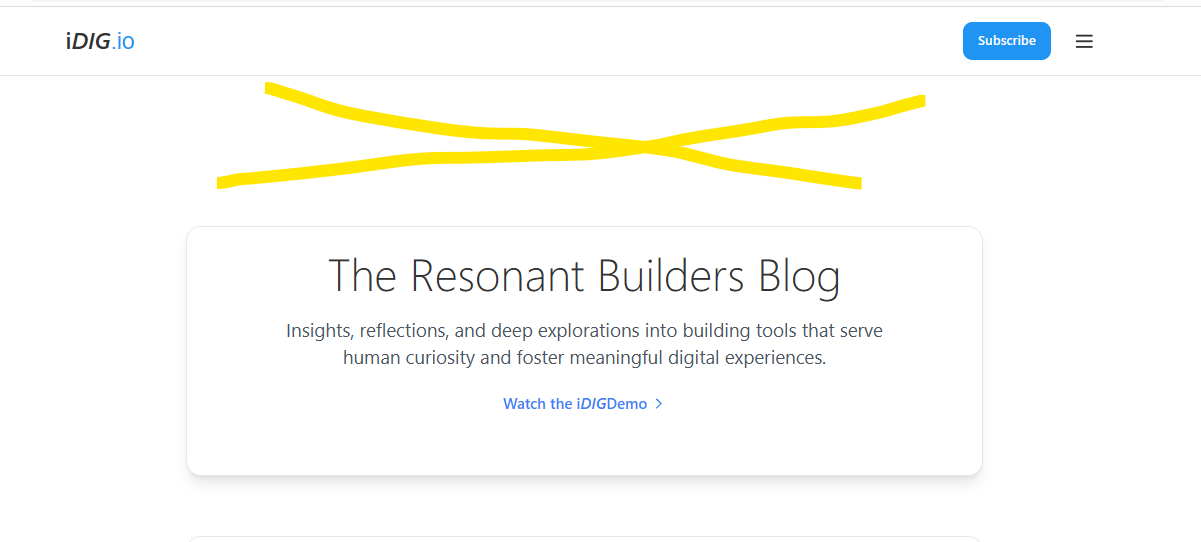 iDIG.io
Subscribe
The Resonant Builders Blog
Insights, reflections, and deep explorations into building tools that serve
human curiosity and foster meaningful digital experiences.
Watch the iDIGDemo